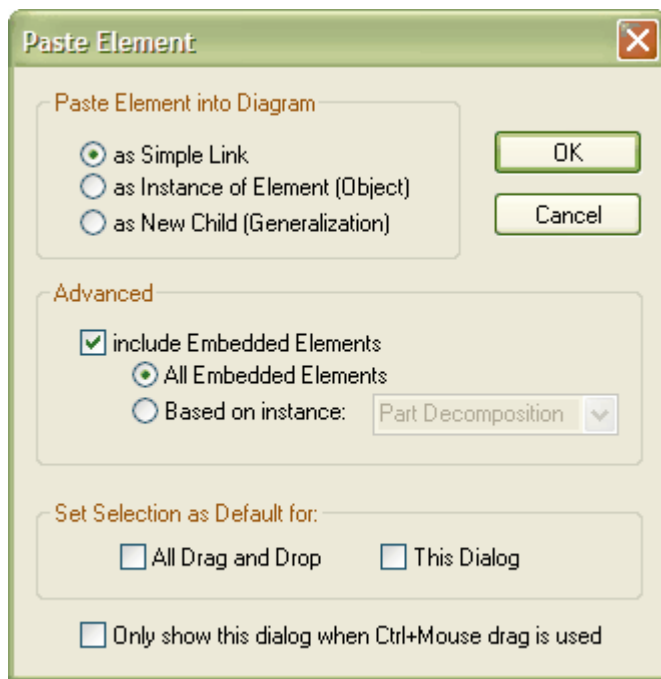 Paste Element
Paste Element into Diagram
as Simple Link
as Instance of Element (Object)
as New Child (Generalization)
OK
Cancel
Advanced
include Embedded Elements
All Embedded Elements
Based on instance: Part Decomposition
Set Selection as Default for:
All Drag and Drop This Dialog
Only show this dialog when Ctrl+Mouse drag is used